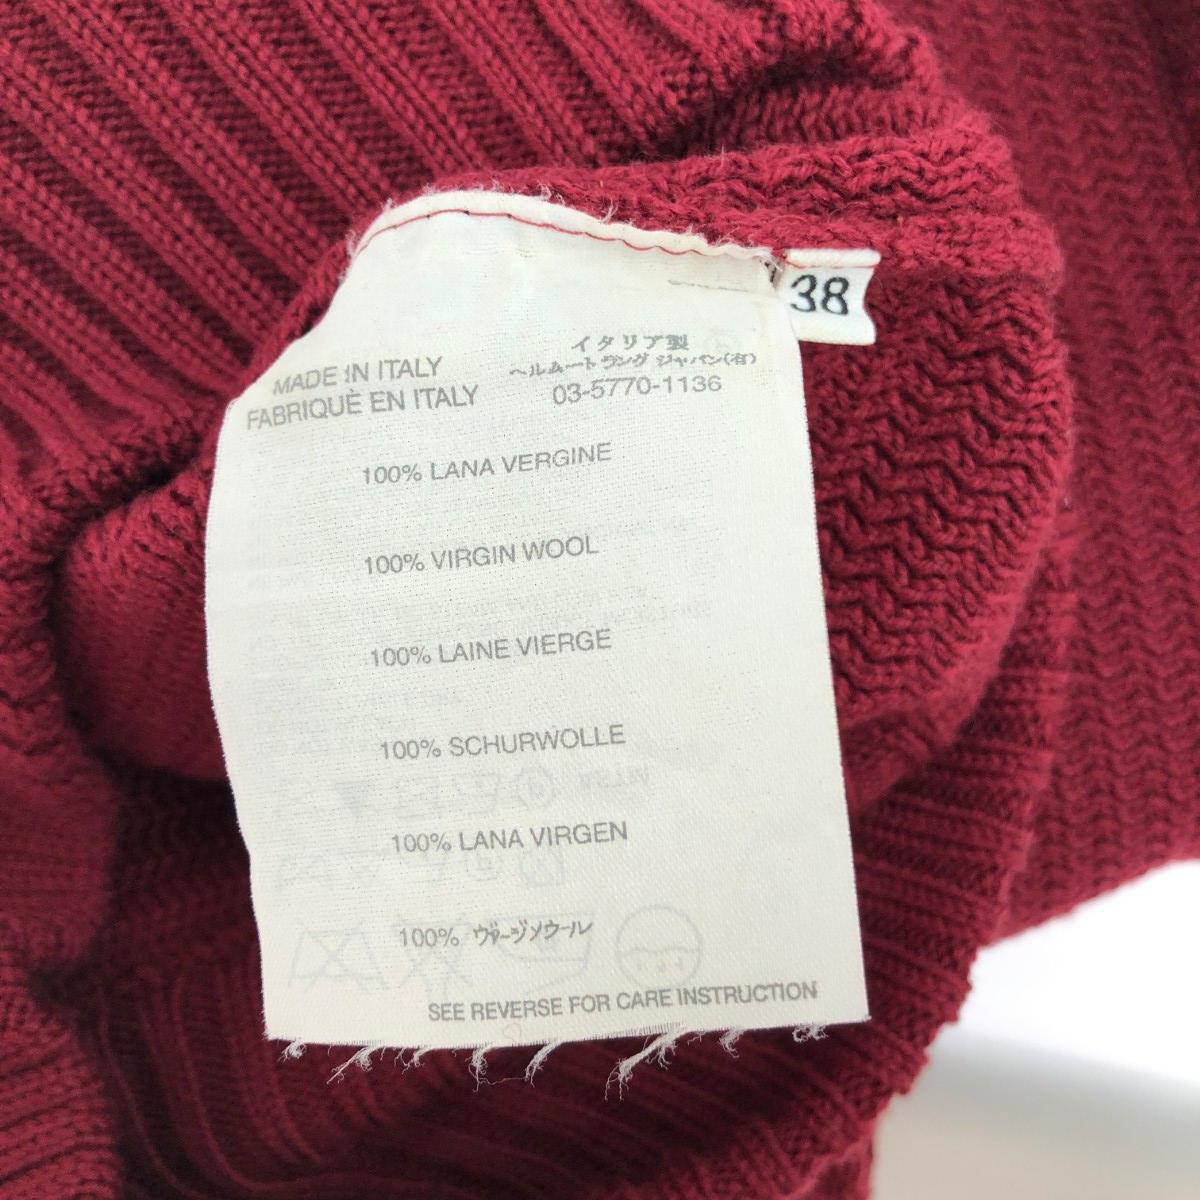 38
イタリア製
ヘルムートラング ジャパン(有)
03-5770-1136
MADE IN ITALY
FABRIQUÈ EN ITALY
100% LANA VERGINE
100% VIRGIN WOOL
100% LAINE VIERGE
100% SCHURWOLLE
100% LANA VIRGEN
100% ヴァージンウール
SEE REVERSE FOR CARE INSTRUCTION